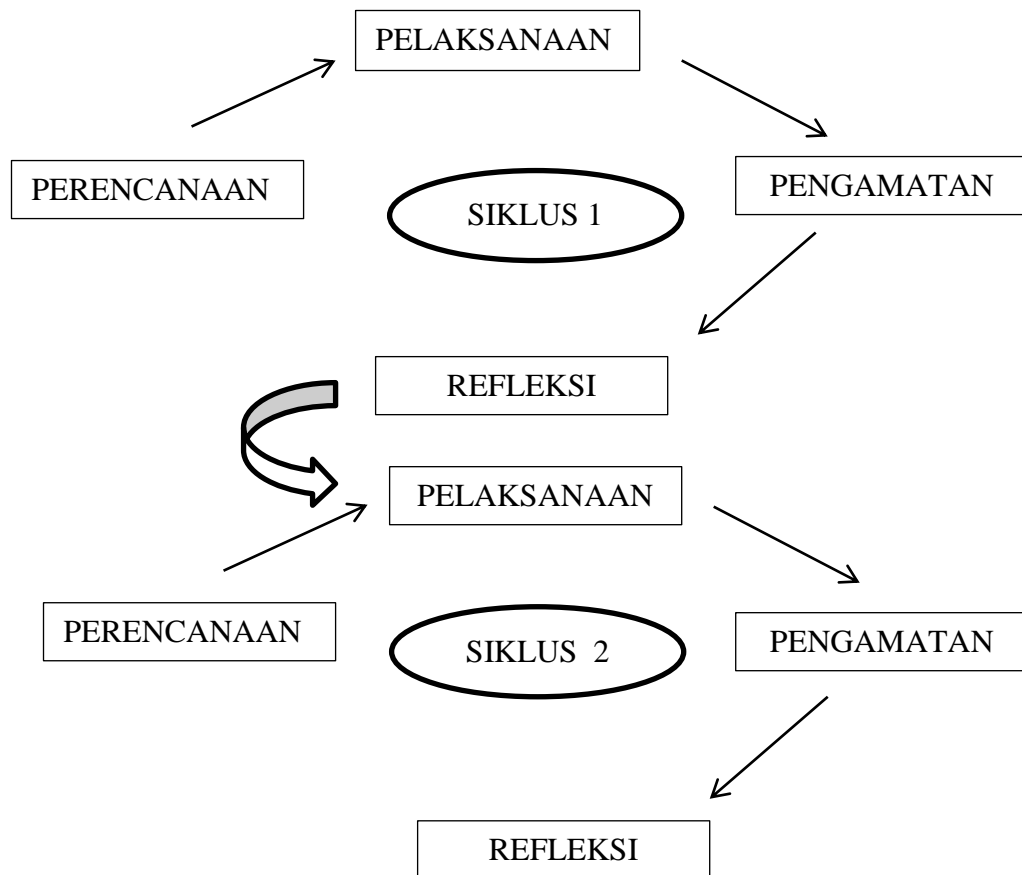 PELAKSANAAN
PERENCANAAN
SIKLUS 1
PENGAMATAN
REFLEKSI
PELAKSANAAN
PERENCANAAN
SIKLUS 2
PENGAMATAN
REFLEKSI